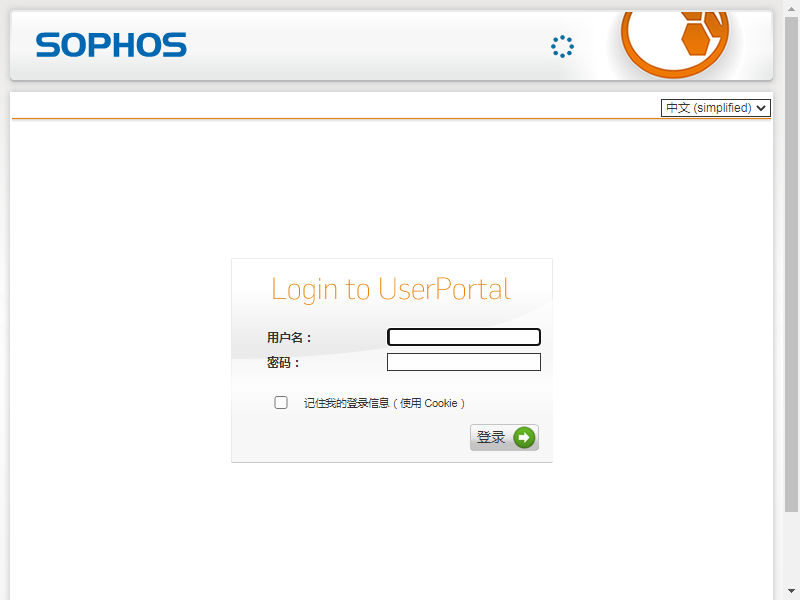 SOPHOS
中文 (simplified)
Login to UserPortal
用户名：
密码：
记住我的登录信息 ( 使用 Cookie )
登录